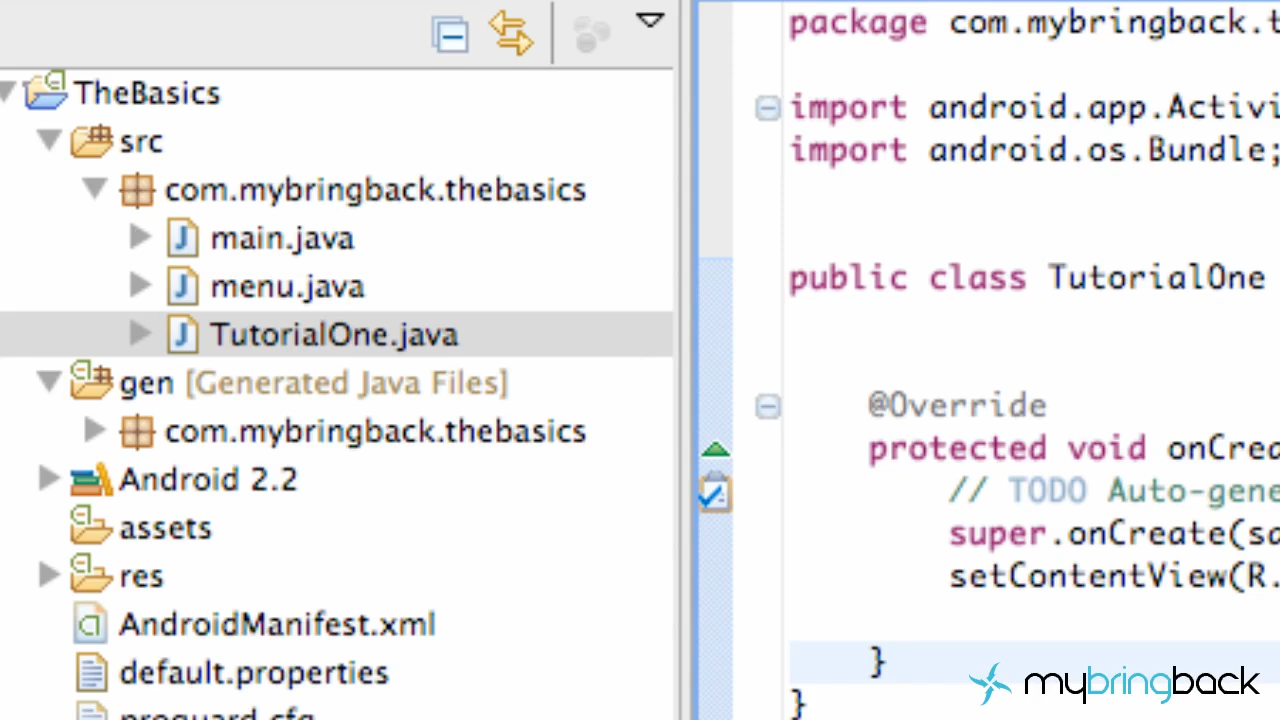 TheBasics
src
com.mybringback.thebasics
main.java
menu.java
TutorialOne.java
gen [Generated Java Files]
com.mybringback.thebasics
Android 2.2
assets
res
AndroidManifest.xml
default.properties
proguard.cfg
package com.mybringback.t
import android.app.Activi
import android.os.Bundle;
public class TutorialOne
@Override
protected void onCrea
// TODO Auto-gene
super.onCreate(sa
setContentView(R.
}
}
mybringback